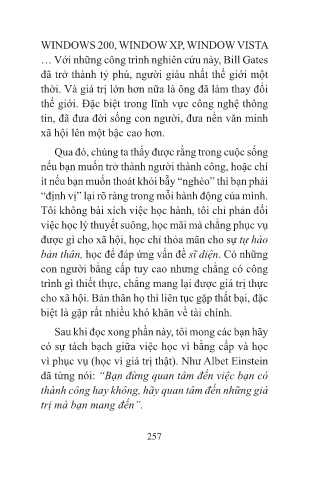 WINDOWS 200, WINDOW XP, WINDOW VISTA
… Với những công trình nghiên cứu này, Bill Gates
đã trở thành tỷ phú, người giàu nhất thế giới một
thời. Và giá trị lớn hơn nữa là ông đã làm thay đổi
thế giới. Đặc biệt trong lĩnh vực công nghệ thông
tin, đã đưa đời sống con người, đưa nền văn minh
xã hội lên một bậc cao hơn.
Qua đó, chúng ta thấy được rằng trong cuộc sống
nếu bạn muốn trở thành người thành công, hoặc chí
ít nếu bạn muốn thoát khỏi bẫy “nghèo” thì bạn phải
“định vị” lại rõ ràng trong mỗi hành động của mình.
Tôi không bài xích việc học hành, tôi chỉ phản đối
việc học lý thuyết suông, học mãi mà chẳng phục vụ
được gì cho xã hội, học chỉ thỏa mãn cho sự tự hào
bản thân, học để đáp ứng vấn đề sĩ diện. Có những
con người bằng cấp tuy cao nhưng chẳng có công
trình gì thiết thực, chẳng mang lại được giá trị thực
cho xã hội. Bản thân họ thì liên tục gặp thất bại, đặc
biệt là gặp rất nhiều khó khăn về tài chính.
Sau khi đọc xong phần này, tôi mong các bạn hãy
có sự tách bạch giữa việc học vì bằng cấp và học
vì phục vụ (học vì giá trị thật). Như Albet Einstein
đã từng nói: “Bạn đừng quan tâm đến việc bạn có
thành công hay không, hãy quan tâm đến những giá
trị mà bạn mang đến”.
257